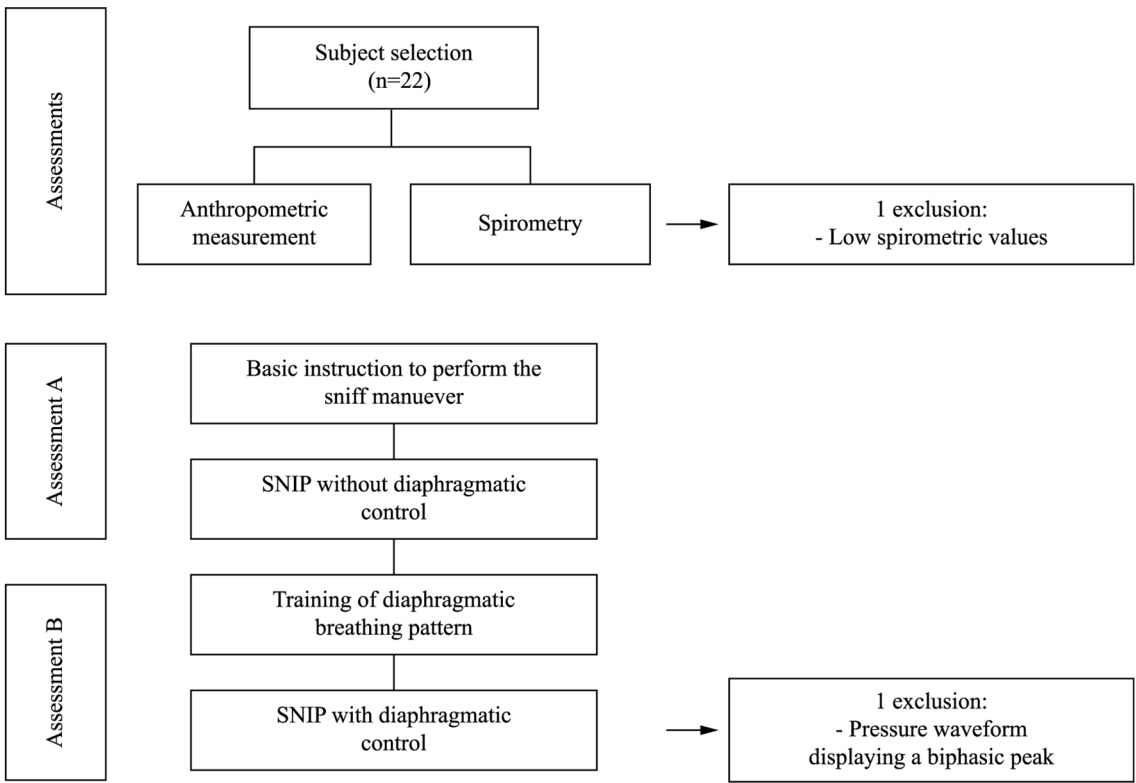 Assessments
Subject selection
(n=22)
Anthropometric
measurement
Spirometry
1 exclusion:
- Low spirometric values
Assessment A
Basic instruction to perform the
sniff manuever
SNIP without diaphragmatic
control
Assessment B
Training of diaphragmatic
breathing pattern
SNIP with diaphragmatic
control
1 exclusion:
- Pressure waveform
displaying a biphasic peak